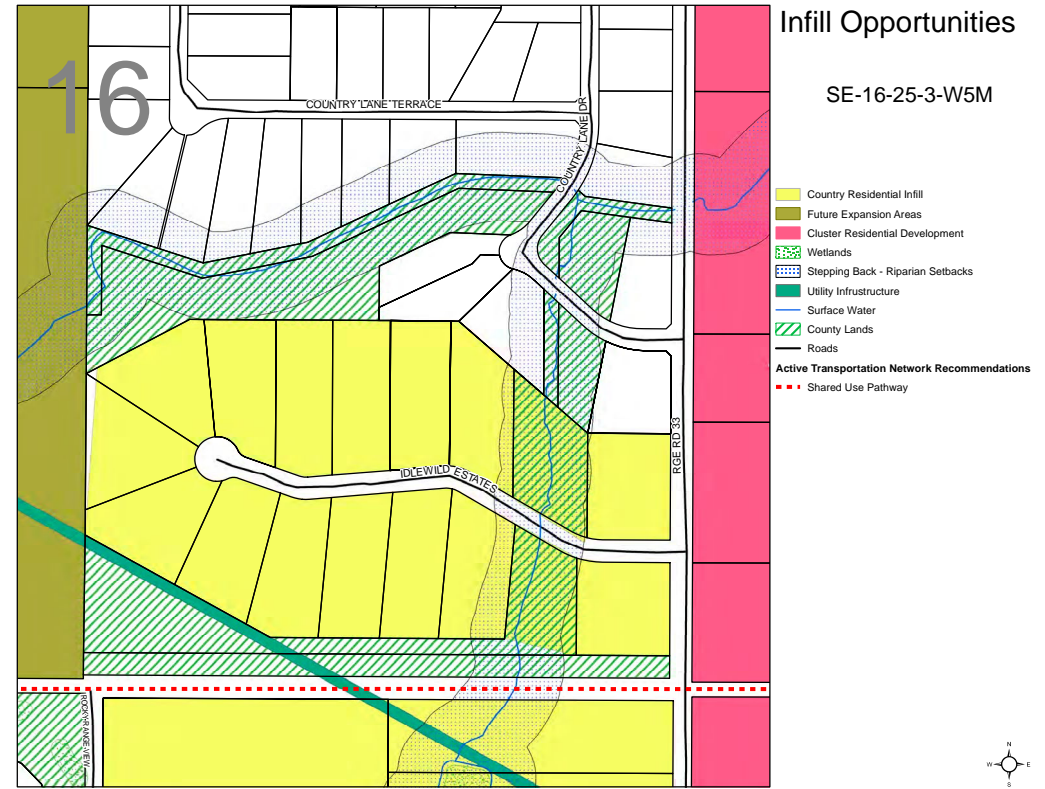 Infill Opportunities
SE-16-25-3-W5M
16
COUNTRY LANE TERRACE
COUNTRY LANE DR
IDLEWILD ESTATES
RGE RD 33
ROCKY RANGE VIEW
Country Residential Infill
Future Expansion Areas
Cluster Residential Development
Wetlands
Stepping Back - Riparian Setbacks
Utility Infrustructure
Surface Water
County Lands
Roads
Active Transportation Network Recommendations
Shared Use Pathway
N
W E
S